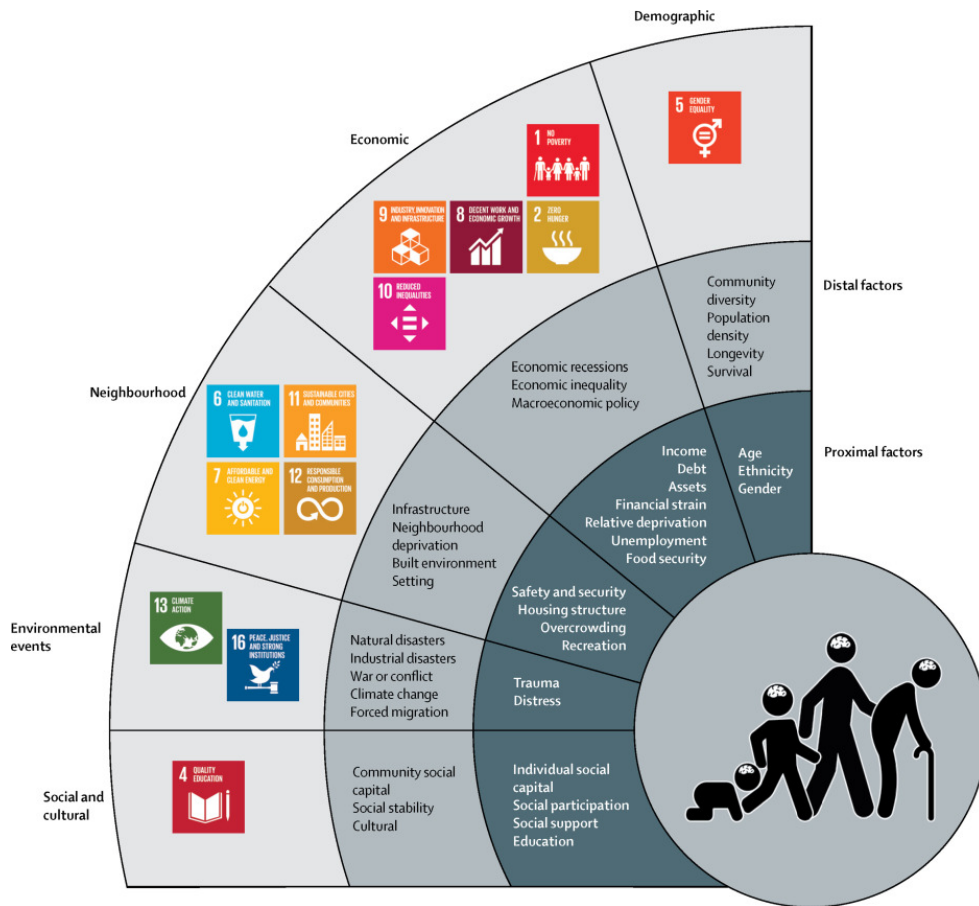 Demographic
5 GENDER
EQUALITY
Economic
1 NO
POVERTY
9 INDUSTRY, INNOVATION
AND INFRASTRUCTURE
8 DECENT WORK AND
ECONOMIC GROWTH
2 ZERO
HUNGER
10 REDUCED
INEQUALITIES
Distal factors
Community
diversity
Population
density
Longevity
Survival
Economic recessions
Economic inequality
Macroeconomic policy
Neighbourhood
6 CLEAN WATER
AND SANITATION
11 SUSTAINABLE CITIES
AND COMMUNITIES
7 AFFORDABLE AND
CLEAN ENERGY
12 RESPONSIBLE
CONSUMPTION
AND PRODUCTION
Proximal factors
Income
Debt
Assets
Financial strain
Relative deprivation
Unemployment
Food security
Age
Ethnicity
Gender
Infrastructure
Neighbourhood
deprivation
Built environment
Setting
Safety and security
Housing structure
Overcrowding
Recreation
Environmental
events
13 CLIMATE
ACTION
16 PEACE, JUSTICE
AND STRONG
INSTITUTIONS
Natural disasters
Industrial disasters
War or conflict
Climate change
Forced migration
Trauma
Distress
Social and
cultural
4 QUALITY
EDUCATION
Community social
capital
Social stability
Cultural
Individual social
capital
Social participation
Social support
Education